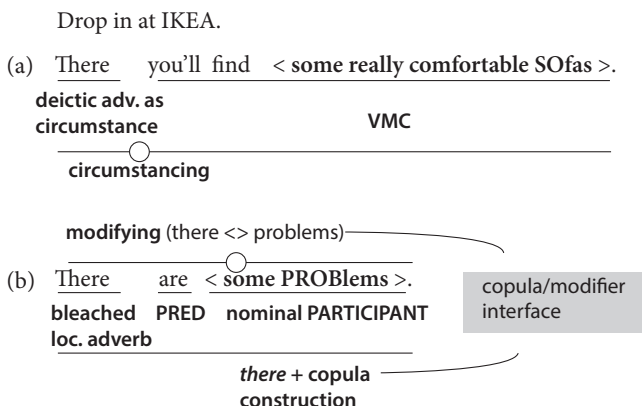 Drop in at IKEA.
(a) There you'll find < some really comfortable SOfas >.
deictic adv. as
circumstance
VMC
circumstancing
modifying (there <> problems)
(b) There are < some PROBlems >.
bleached PRED nominal PARTICIPANT
loc. adverb
copula/modifier
interface
there + copula
construction